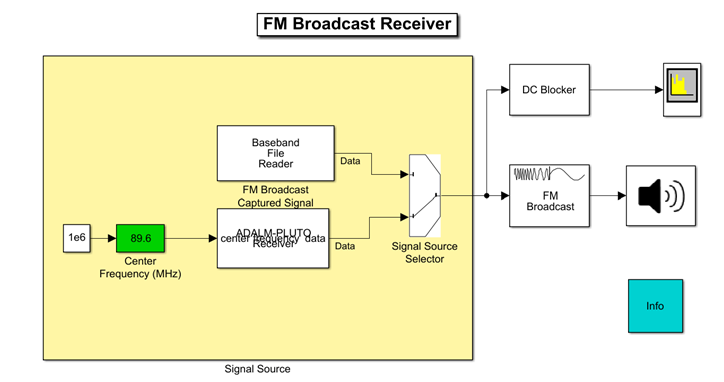 FM Broadcast Receiver
DC Blocker
Baseband
File
Reader
Data
FM Broadcast
Captured Signal
FM
Broadcast
1e6
89.6
Center
Frequency (MHz)
ADALM-PLUTO
center frequency data
Receiver
Data
Signal Source
Selector
Info
Signal Source